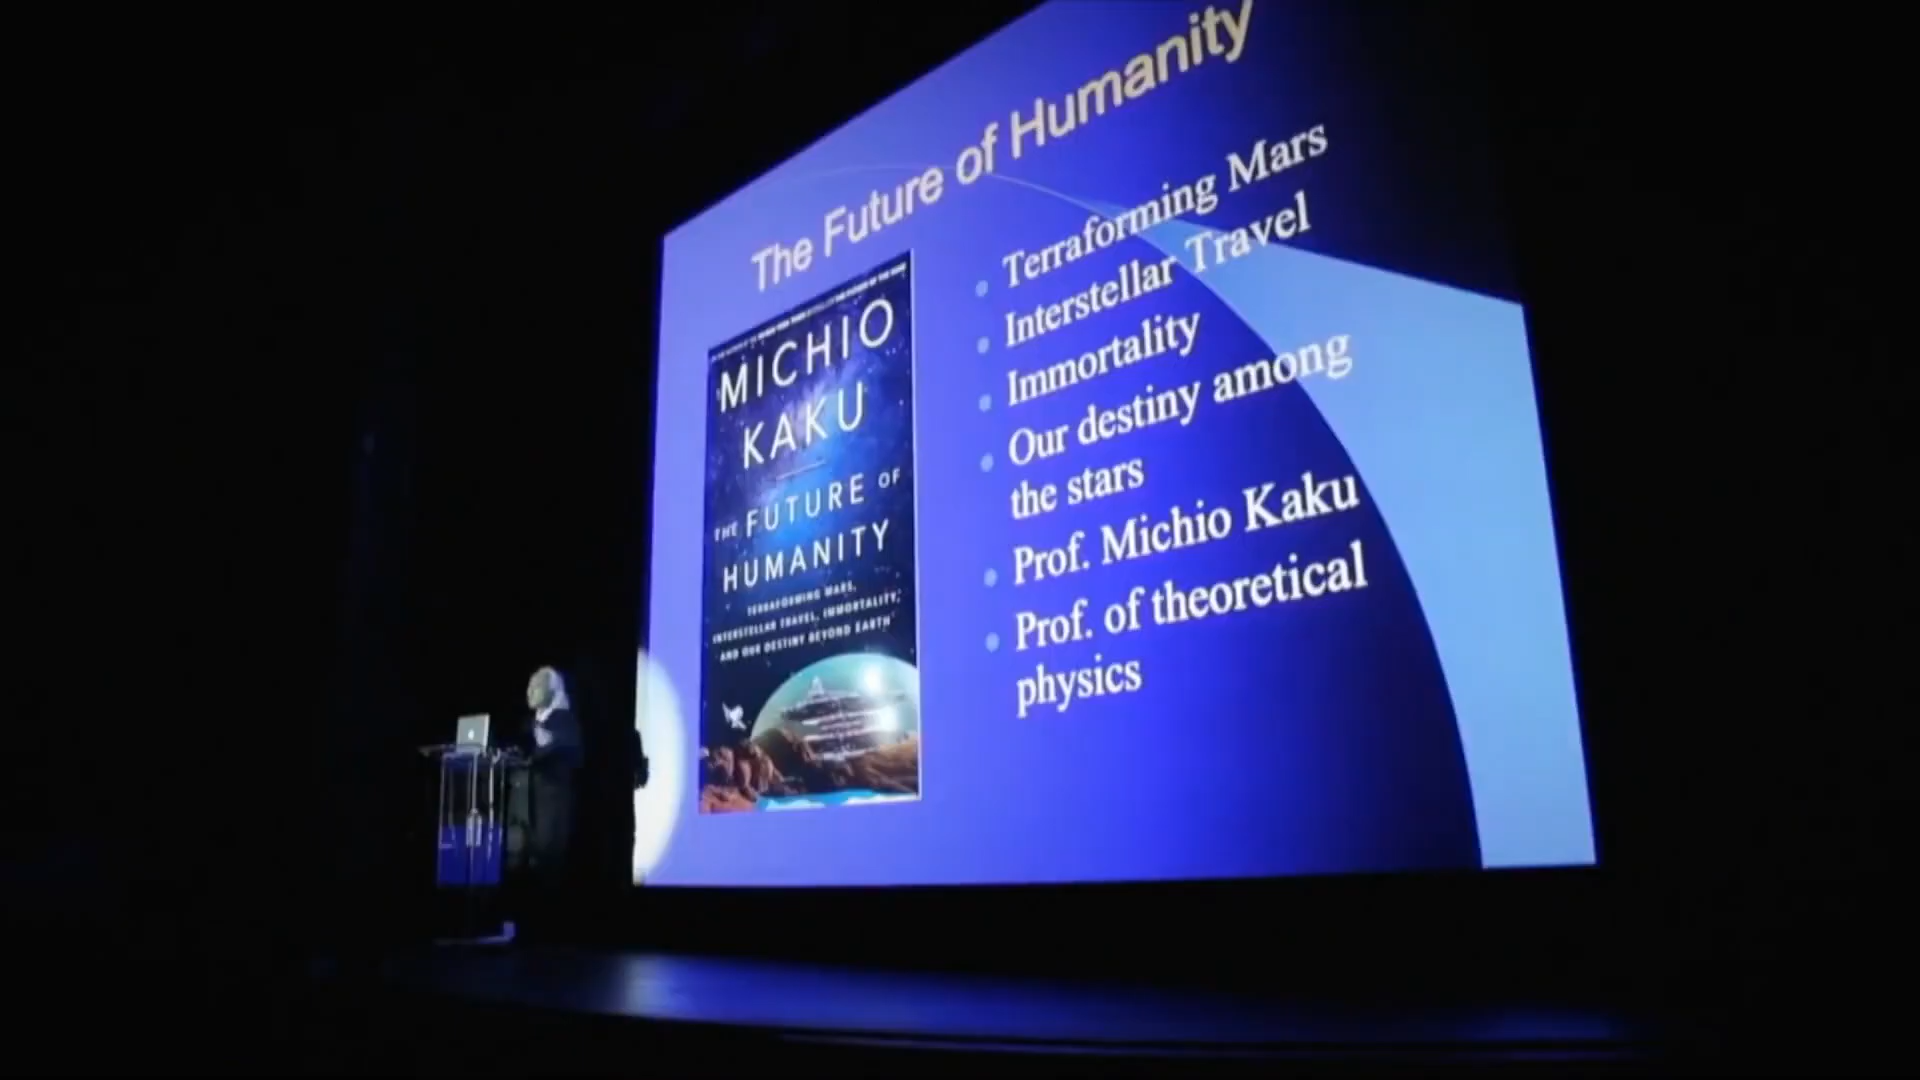 The Future of Humanity
MICHIO
KAKU
THE FUTURE OF
HUMANITY
TERRAFORMING MARS,
INTERSTELLAR TRAVEL, IMMORTALITY,
AND OUR DESTINY BEYOND EARTH
Terraforming Mars
Interstellar Travel
Immortality
Our destiny among
the stars
Prof. Michio Kaku
Prof. of theoretical
physics